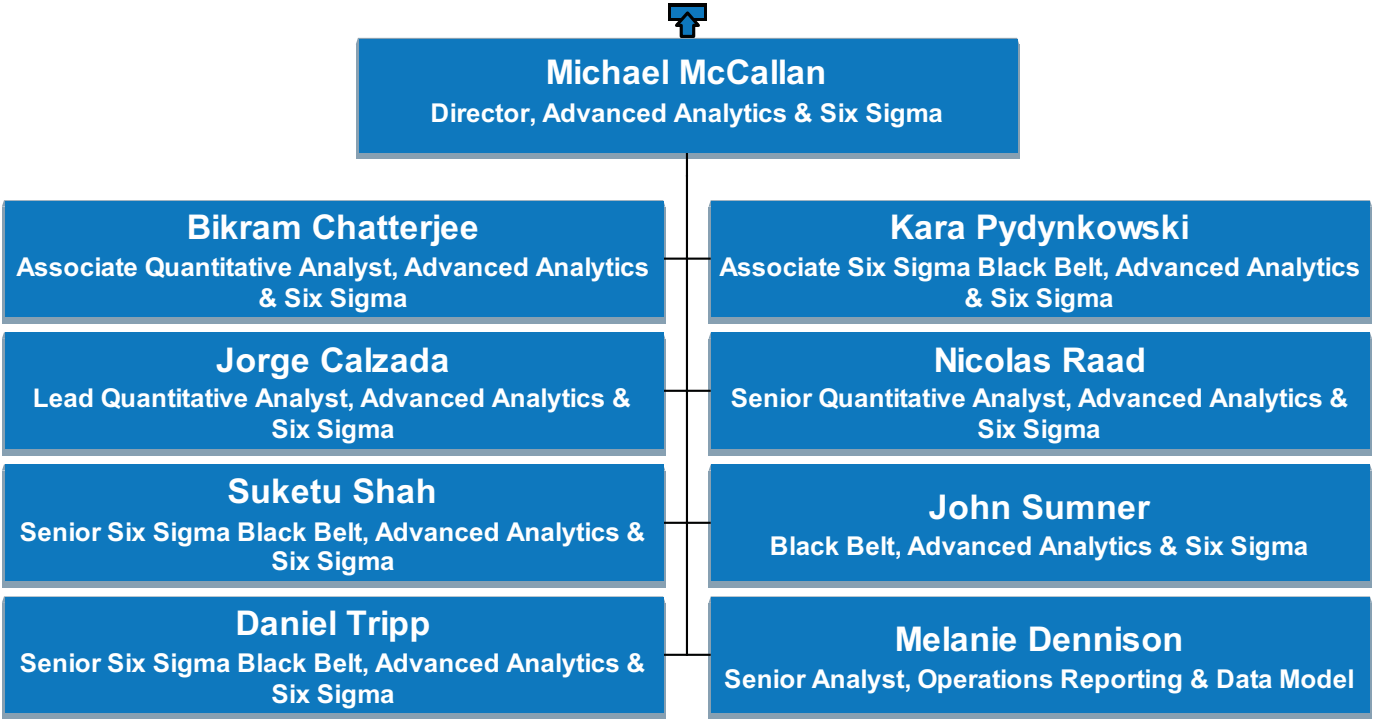 Michael McCallan
Director, Advanced Analytics & Six Sigma
Bikram Chatterjee
Associate Quantitative Analyst, Advanced Analytics
& Six Sigma
Kara Pydynkowski
Associate Six Sigma Black Belt, Advanced Analytics
& Six Sigma
Jorge Calzada
Lead Quantitative Analyst, Advanced Analytics &
Six Sigma
Nicolas Raad
Senior Quantitative Analyst, Advanced Analytics &
Six Sigma
Suketu Shah
Senior Six Sigma Black Belt, Advanced Analytics &
Six Sigma
John Sumner
Black Belt, Advanced Analytics & Six Sigma
Daniel Tripp
Senior Six Sigma Black Belt, Advanced Analytics &
Six Sigma
Melanie Dennison
Senior Analyst, Operations Reporting & Data Model